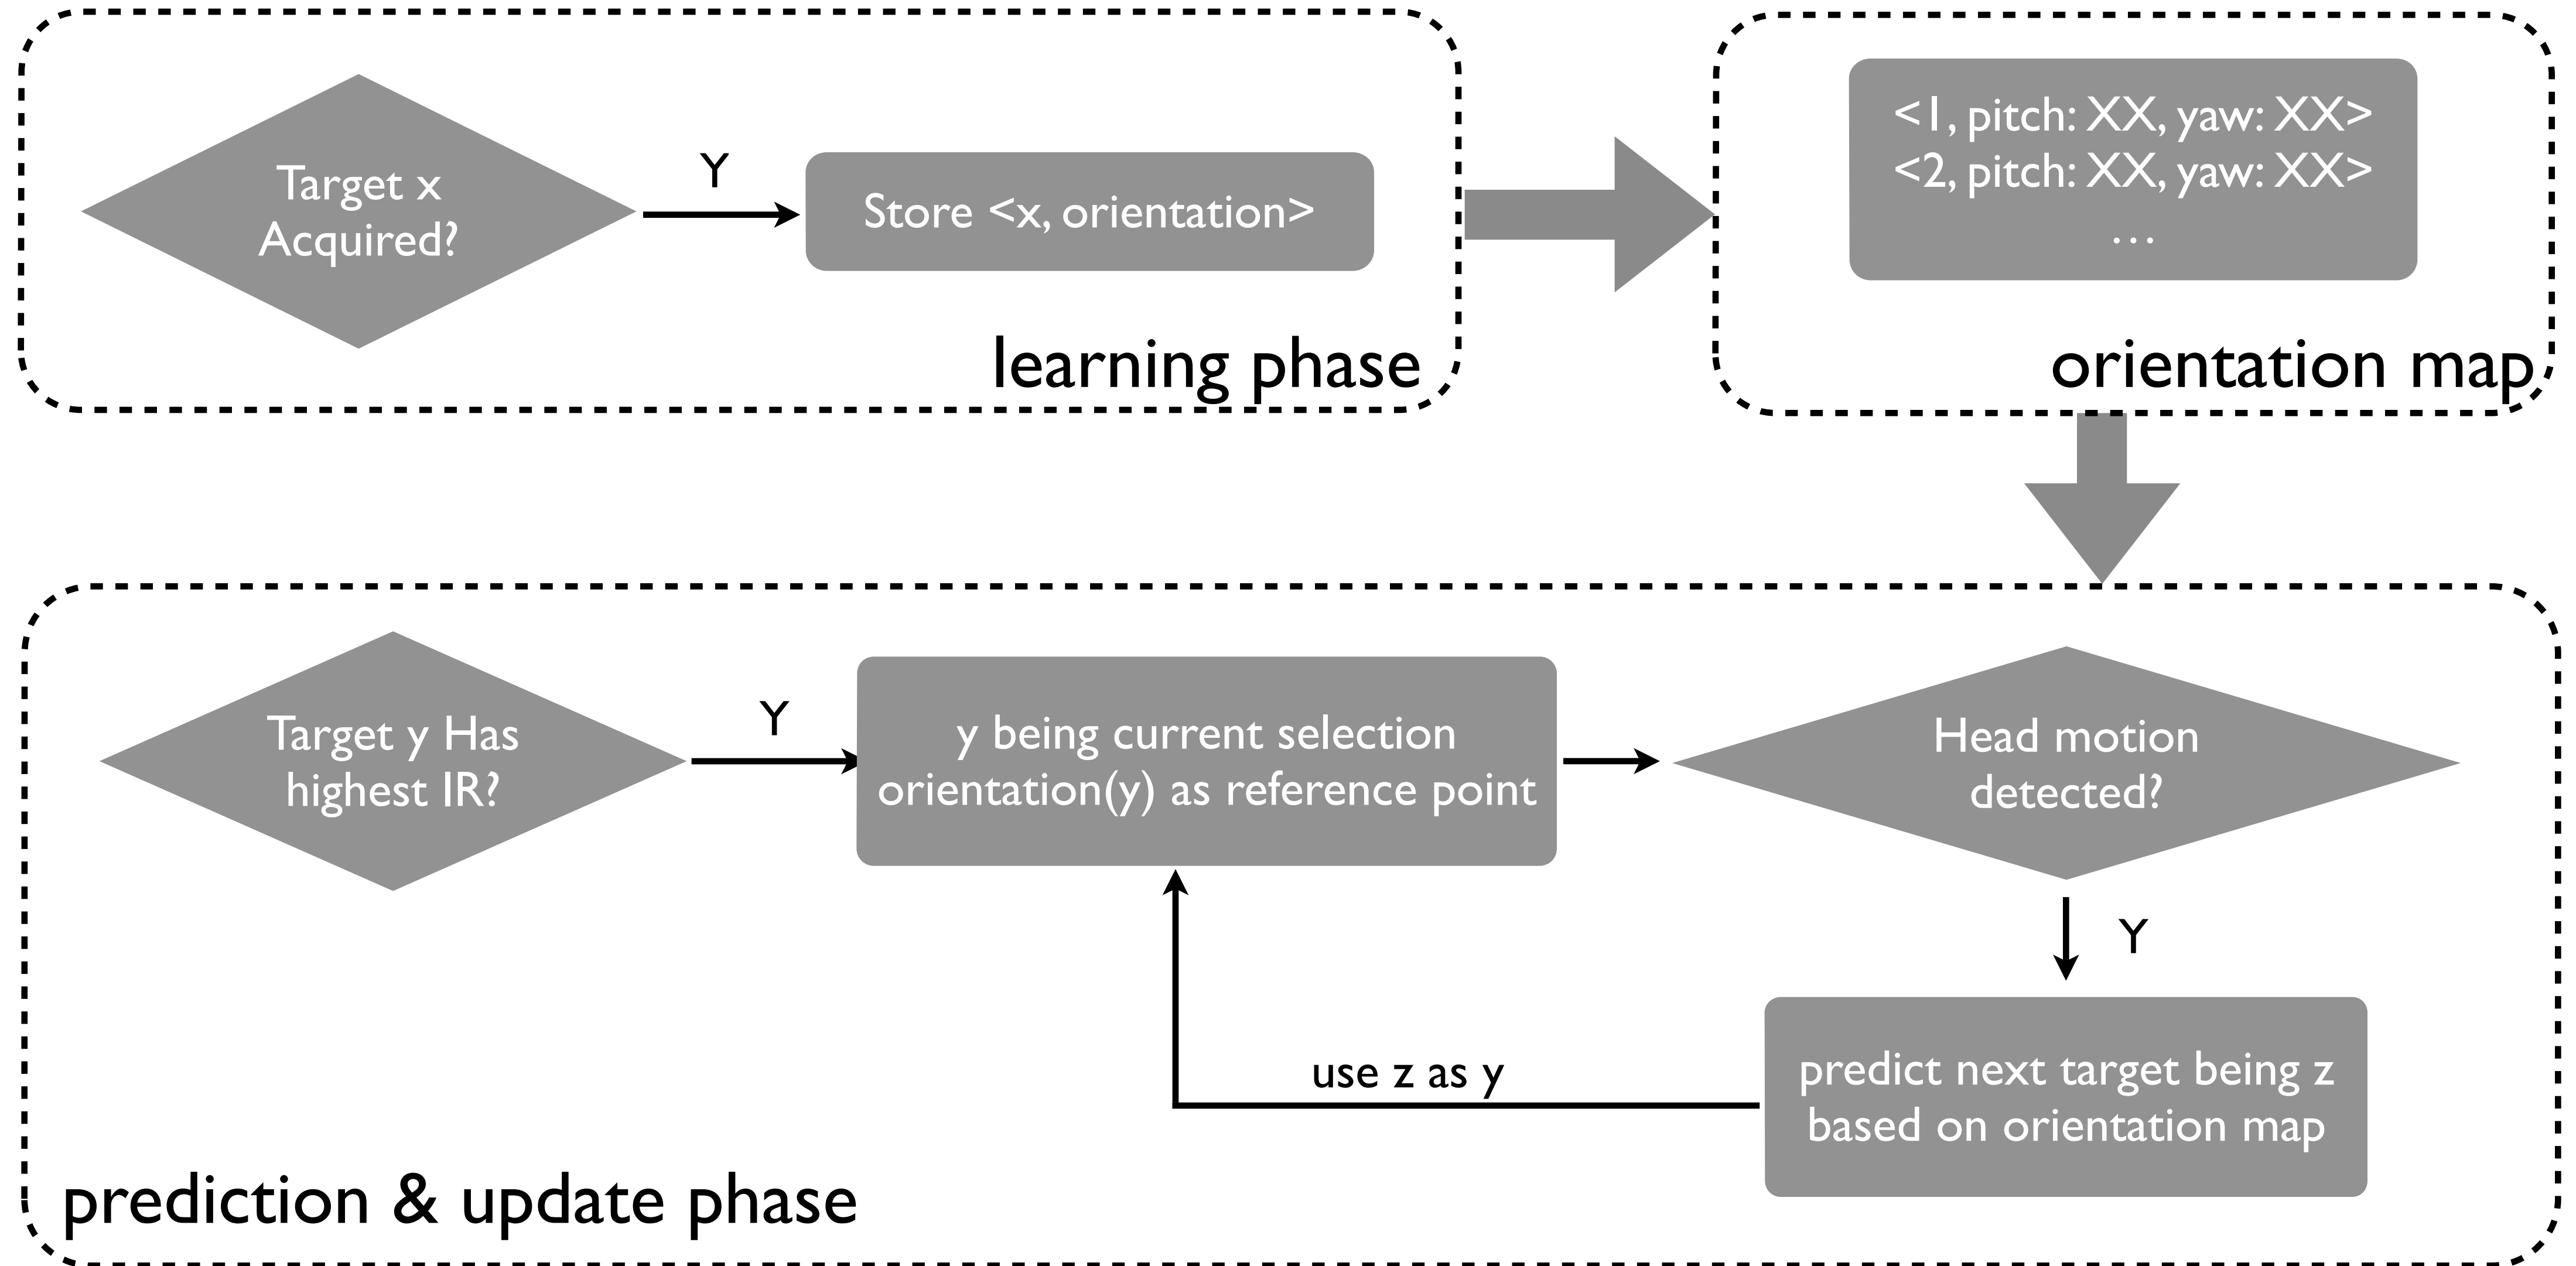 Target x
Acquired?
Y
Store <x, orientation>
learning phase
<1, pitch: XX, yaw: XX>
<2, pitch: XX, yaw: XX>
...
orientation map
Target y Has
highest IR?
Y
y being current selection
orientation(y) as reference point
Head motion
detected?
Y
predict next target being z
based on orientation map
use z as y
prediction & update phase